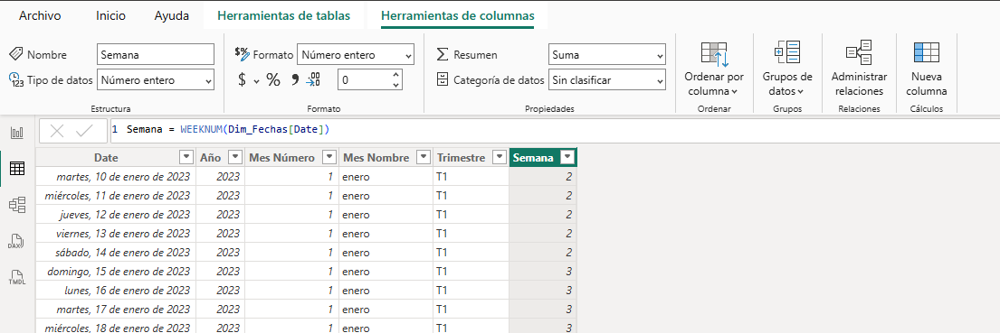 Archivo Inicio Ayuda Herramientas de tablas Herramientas de columnas
Nombre Semana Formato Número entero Resumen Suma
Tipo de datos Número entero $ % 0 Categoría de datos Sin clasificar
Ordenar por columna Grupos de datos Administrar relaciones Nueva columna
Estructura Formato Propiedades Ordenar Grupos Relaciones Cálculos
1 Semana = WEEKNUM(Dim_Fechas[Date])
Date Año Mes Número Mes Nombre Trimestre Semana
martes, 10 de enero de 2023 2023 1 enero T1 2
miércoles, 11 de enero de 2023 2023 1 enero T1 2
jueves, 12 de enero de 2023 2023 1 enero T1 2
viernes, 13 de enero de 2023 2023 1 enero T1 2
sábado, 14 de enero de 2023 2023 1 enero T1 2
domingo, 15 de enero de 2023 2023 1 enero T1 3
lunes, 16 de enero de 2023 2023 1 enero T1 3
martes, 17 de enero de 2023 2023 1 enero T1 3
miércoles, 18 de enero de 2023 2023 1 enero T1 3
123
DAX
TMDL